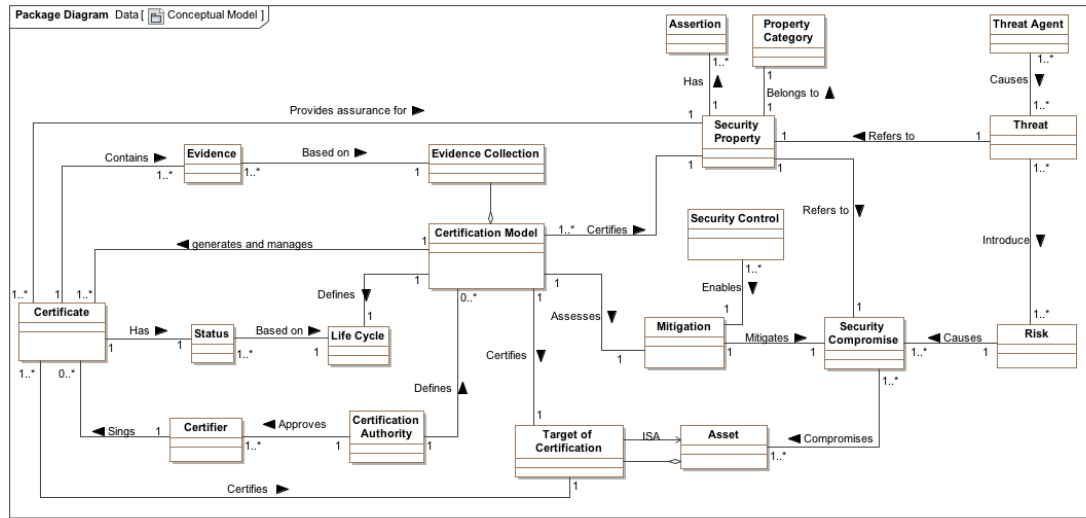 Package Diagram Data [ Conceptual Model ]
Assertion
Property
Category
Threat Agent
1..*
1
1..*
Has
Belongs to
Causes
1
1
1..*
Provides assurance for
1
Security
Property
Threat
Refers to
1
1
Contains
Evidence
Based on
Evidence Collection
1..*
1..*
1
1
1
1..*
Refers to
Security Control
Certification Model
1..*
Certifies
generates and manages
1
Introduce
1..*
Enables
1
1
1
1
Defines
0..*
1..*
1
1..*
Assesses
1
1
1
1..*
Certificate
Has
Status
Based on
Life Cycle
Mitigation
Mitigates
Security
Compromise
Causes
Risk
1
1
1..*
1
1
1
1
1..*
1
Certifies
1..*
0..*
1..*
Defines
Sings
1
Certifier
Approves
Certification
Authority
1
Target of
Certification
ISA
Asset
Compromises
1..*
1
1
1..*
1
Certifies